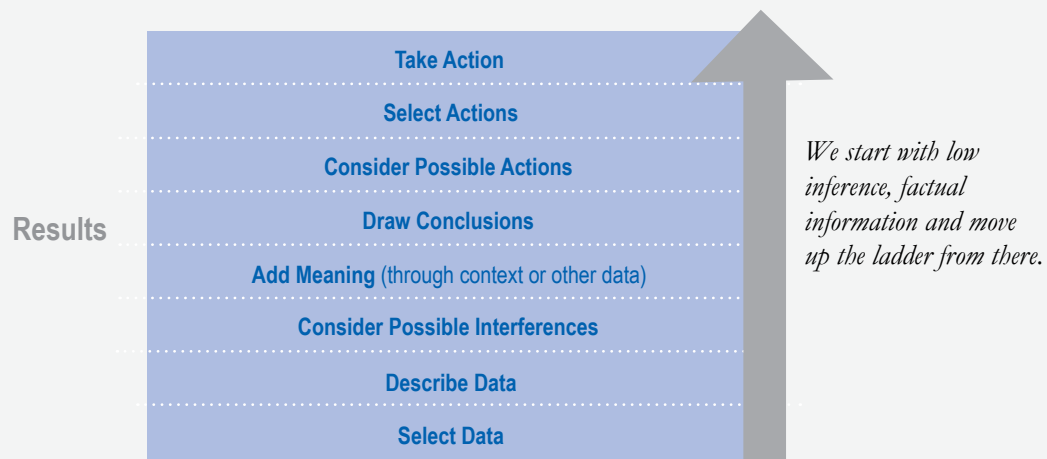 Take Action
Select Actions
Consider Possible Actions
Draw Conclusions
Add Meaning (through context or other data)
Consider Possible Interferences
Describe Data
Select Data
Results
We start with low
inference, factual
information and move
up the ladder from there.